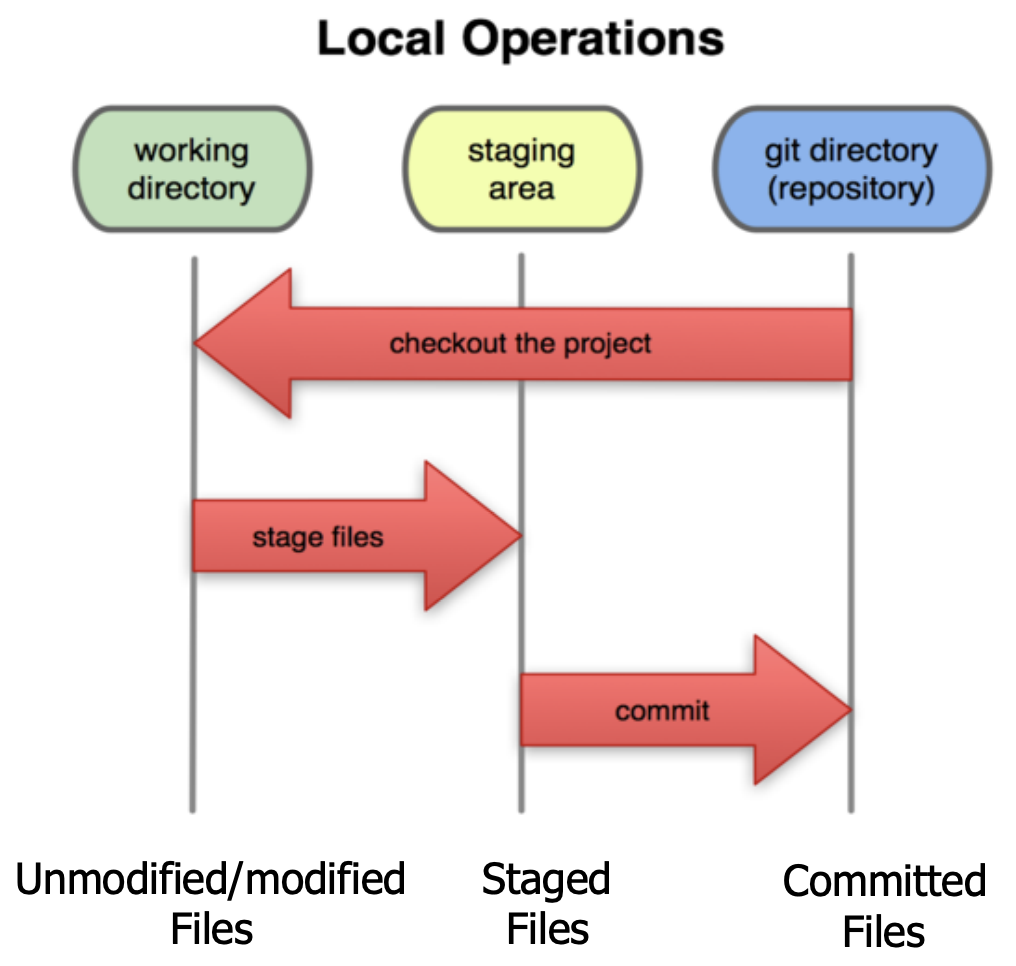 Local Operations
working
directory
staging
area
git directory
(repository)
checkout the project
stage files
commit
Unmodified/modified
Files
Staged
Files
Committed
Files